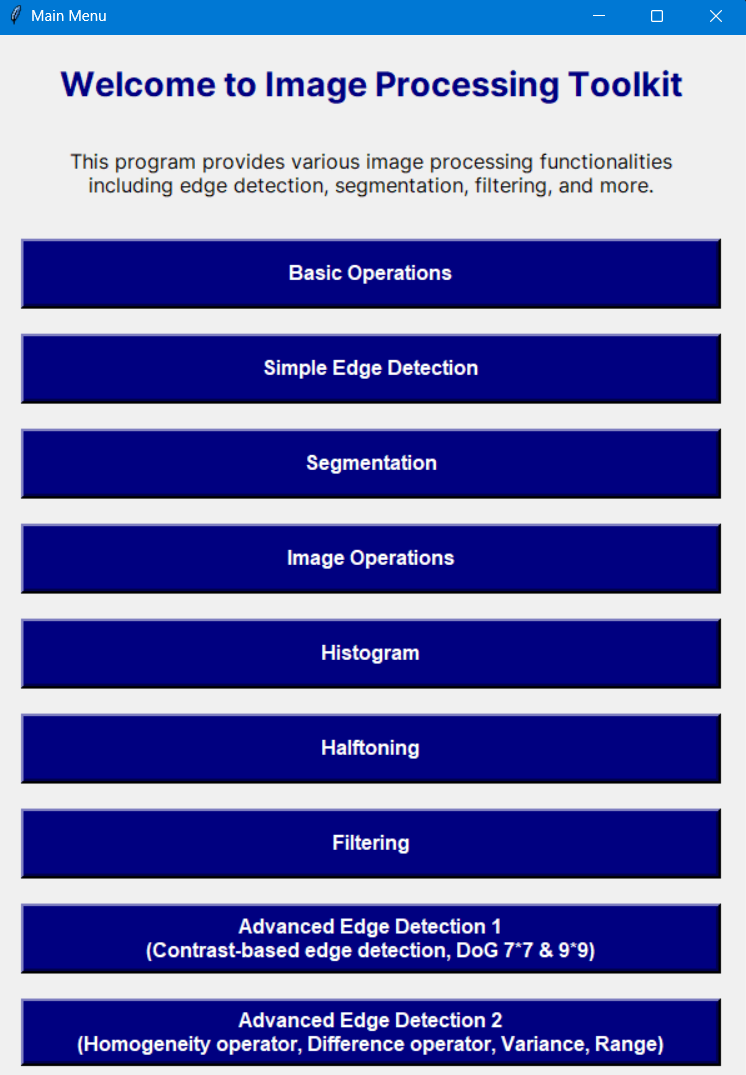 Main Menu
Welcome to Image Processing Toolkit
This program provides various image processing functionalities
including edge detection, segmentation, filtering, and more.
Basic Operations
Simple Edge Detection
Segmentation
Image Operations
Histogram
Halftoning
Filtering
Advanced Edge Detection 1
(Contrast-based edge detection, DoG 7*7 & 9*9)
Advanced Edge Detection 2
(Homogeneity operator, Difference operator, Variance, Range)